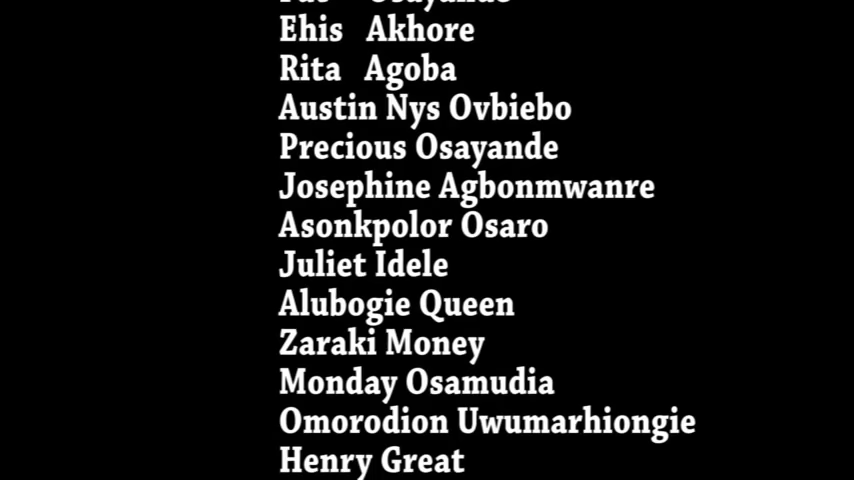 Osayande
Ehis Akhore
Rita Agoba
Austin Nys Ovbiebo
Precious Osayande
Josephine Agbonmwanre
Asonkpolor Osaro
Juliet Idele
Alubogie Queen
Zaraki Money
Monday Osamudia
Omorodion Uwumarhiongie
Henry Great